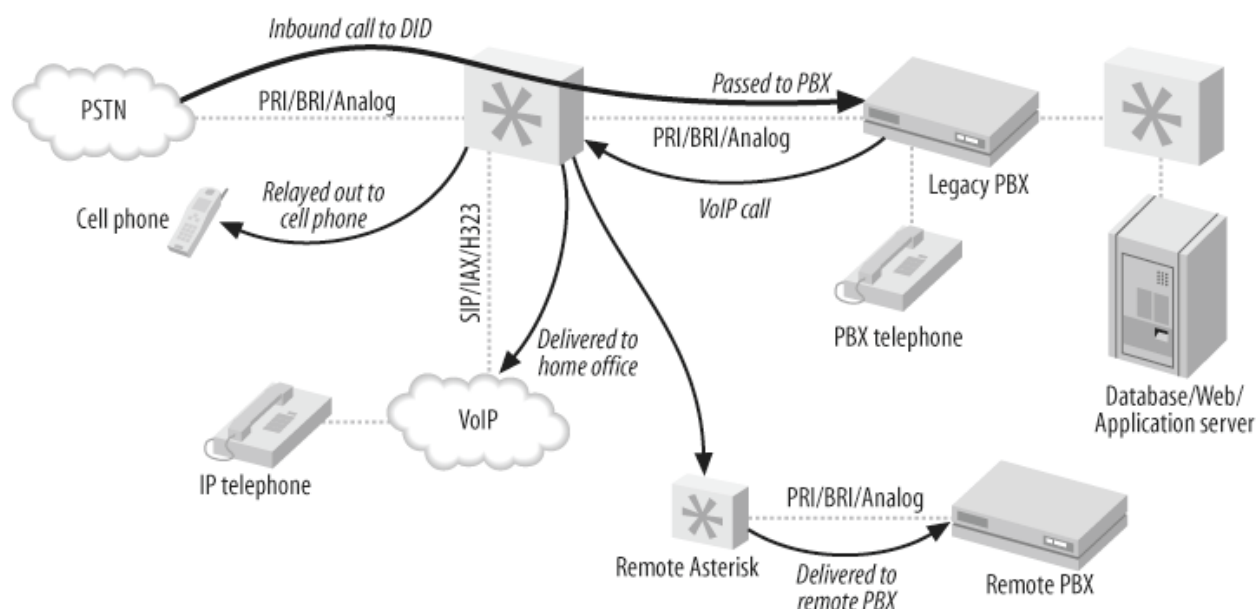 Inbound call to DID
PSTN
PRI/BRI/Analog
Passed to PBX
PRI/BRI/Analog
Legacy PBX
Cell phone
Relayed out to
cell phone
VoIP call
SIP/IAX/H323
PBX telephone
Delivered to
home office
VoIP
Database/Web/
Application server
IP telephone
PRI/BRI/Analog
Remote Asterisk
Delivered to
remote PBX
Remote PBX